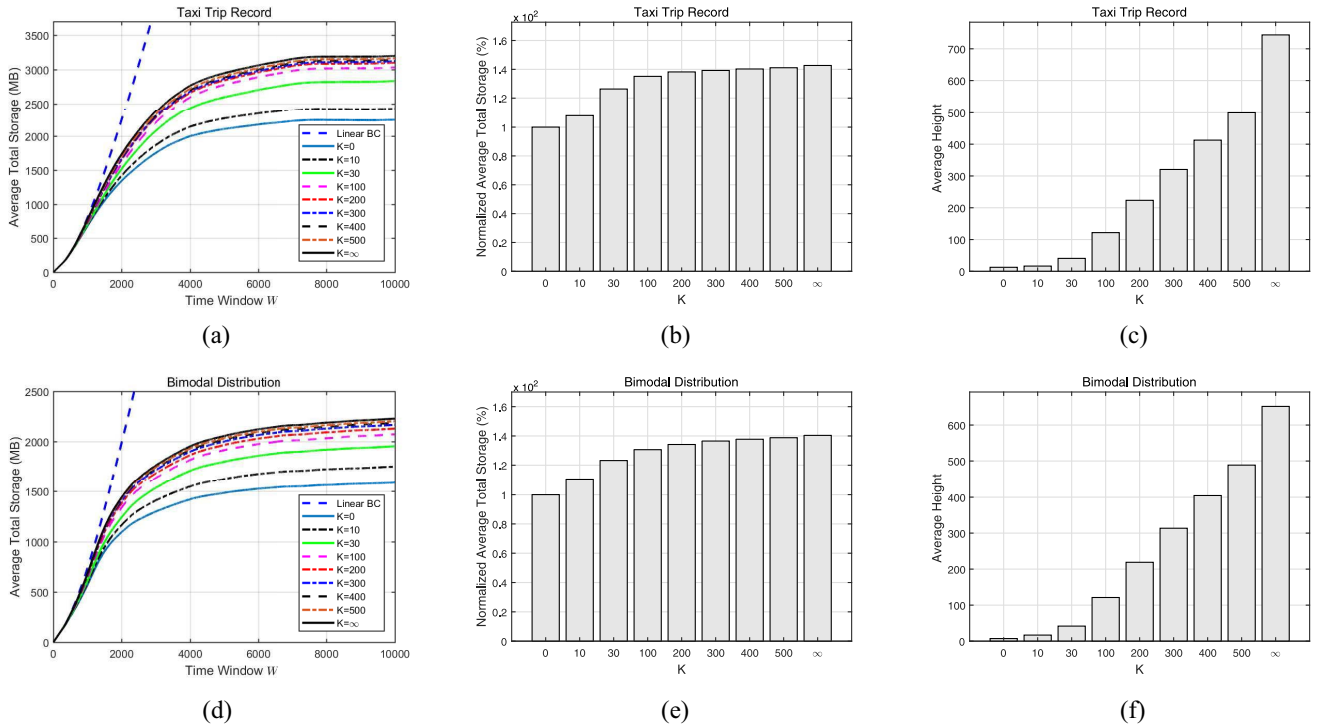 Taxi Trip Record
3500
3000
2500
2000
1500
1000
500
0
Average Total Storage (MB)
0 2000 4000 6000 8000 10000
Time Window W
Linear BC
K=0
K=10
K=30
K=100
K=200
K=300
K=400
K=500
K=∞
(a)
Taxi Trip Record
x 10²
1,6
1,4
1,2
1
0,8
0,6
0,4
0,2
0
Normalized Average Total Storage (%)
0 10 30 100 200 300 400 500 ∞
K
(b)
Taxi Trip Record
700
600
500
400
300
200
100
0
Average Height
0 10 30 100 200 300 400 500 ∞
K
(c)
Bimodal Distribution
2500
2000
1500
1000
500
0
Average Total Storage (MB)
0 2000 4000 6000 8000 10000
Time Window W
Linear BC
K=0
K=10
K=30
K=100
K=200
K=300
K=400
K=500
K=∞
(d)
Bimodal Distribution
x 10²
1,6
1,4
1,2
1
0,8
0,6
0,4
0,2
0
Normalized Average Total Storage (%)
0 10 30 100 200 300 400 500 ∞
K
(e)
Bimodal Distribution
600
500
400
300
200
100
0
Average Height
0 10 30 100 200 300 400 500 ∞
K
(f)